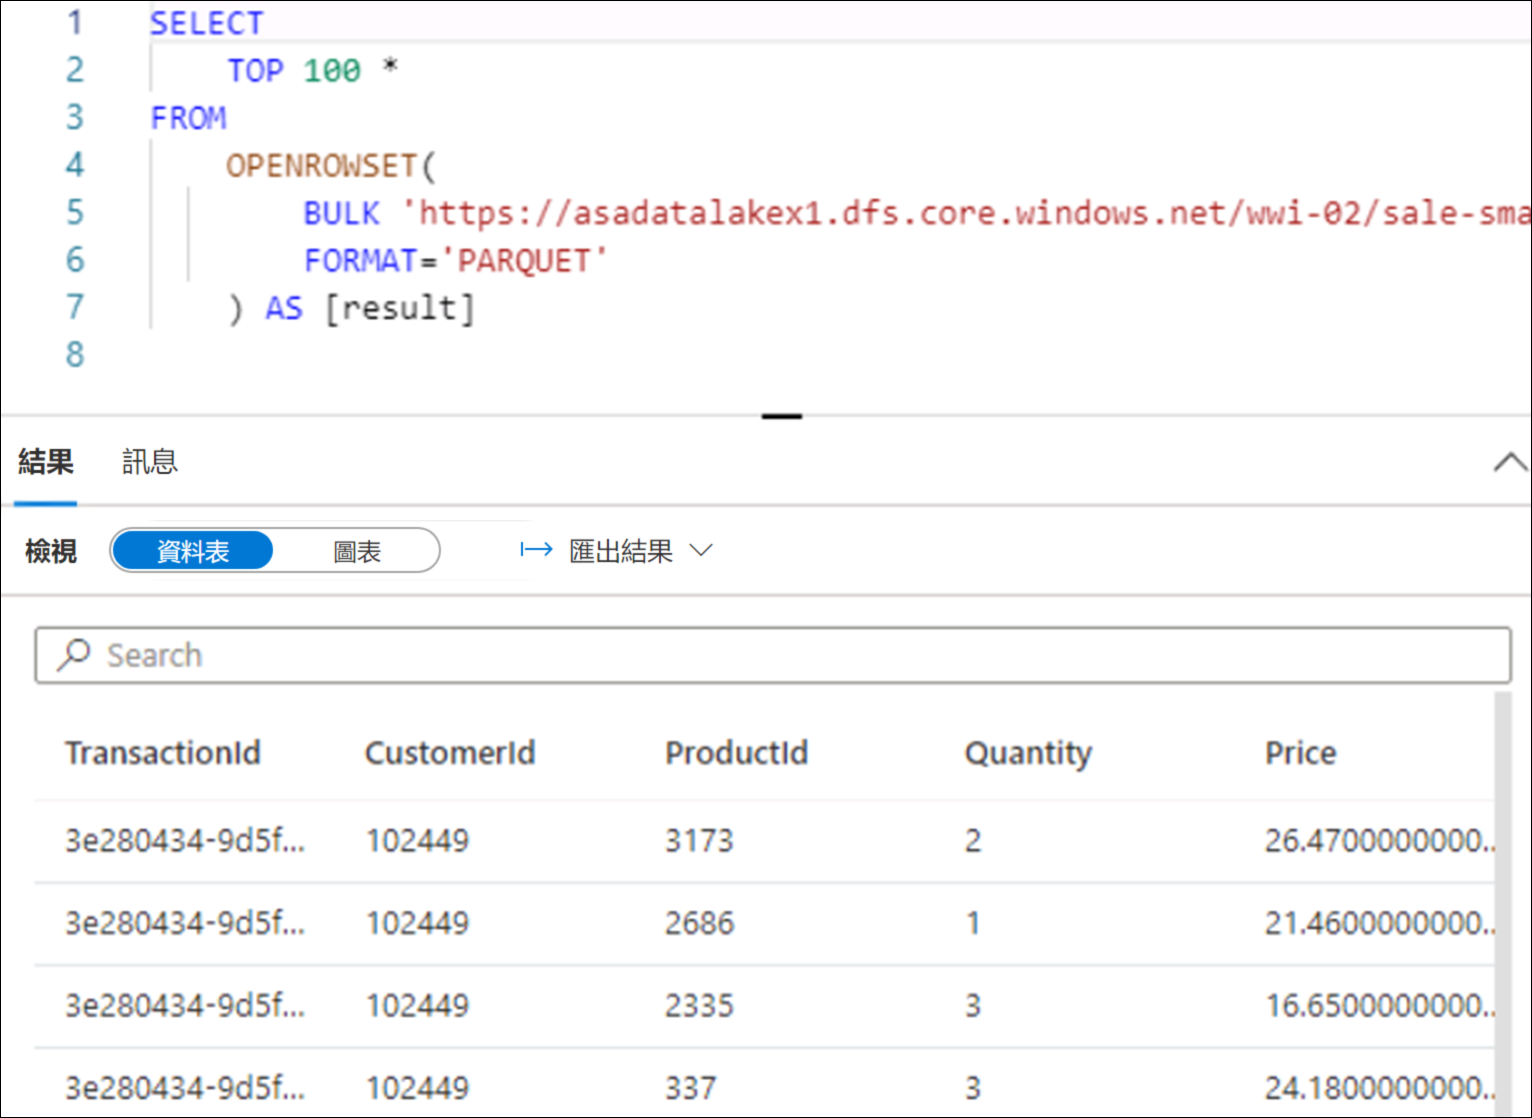 1 SELECT
2 TOP 100 *
3 FROM
4 OPENROWSET(
5 BULK 'https://asadatalakex1.dfs.core.windows.net/wwi-02/sale-sma
6 FORMAT='PARQUET'
7 ) AS [result]
8
結果 訊息
檢視 資料表 圖表 匯出結果
Search
TransactionId CustomerId ProductId Quantity Price
3e280434-9d5f... 102449 3173 2 26.4700000000..
3e280434-9d5f... 102449 2686 1 21.4600000000..
3e280434-9d5f... 102449 2335 3 16.6500000000..
3e280434-9d5f... 102449 337 3 24.1800000000..